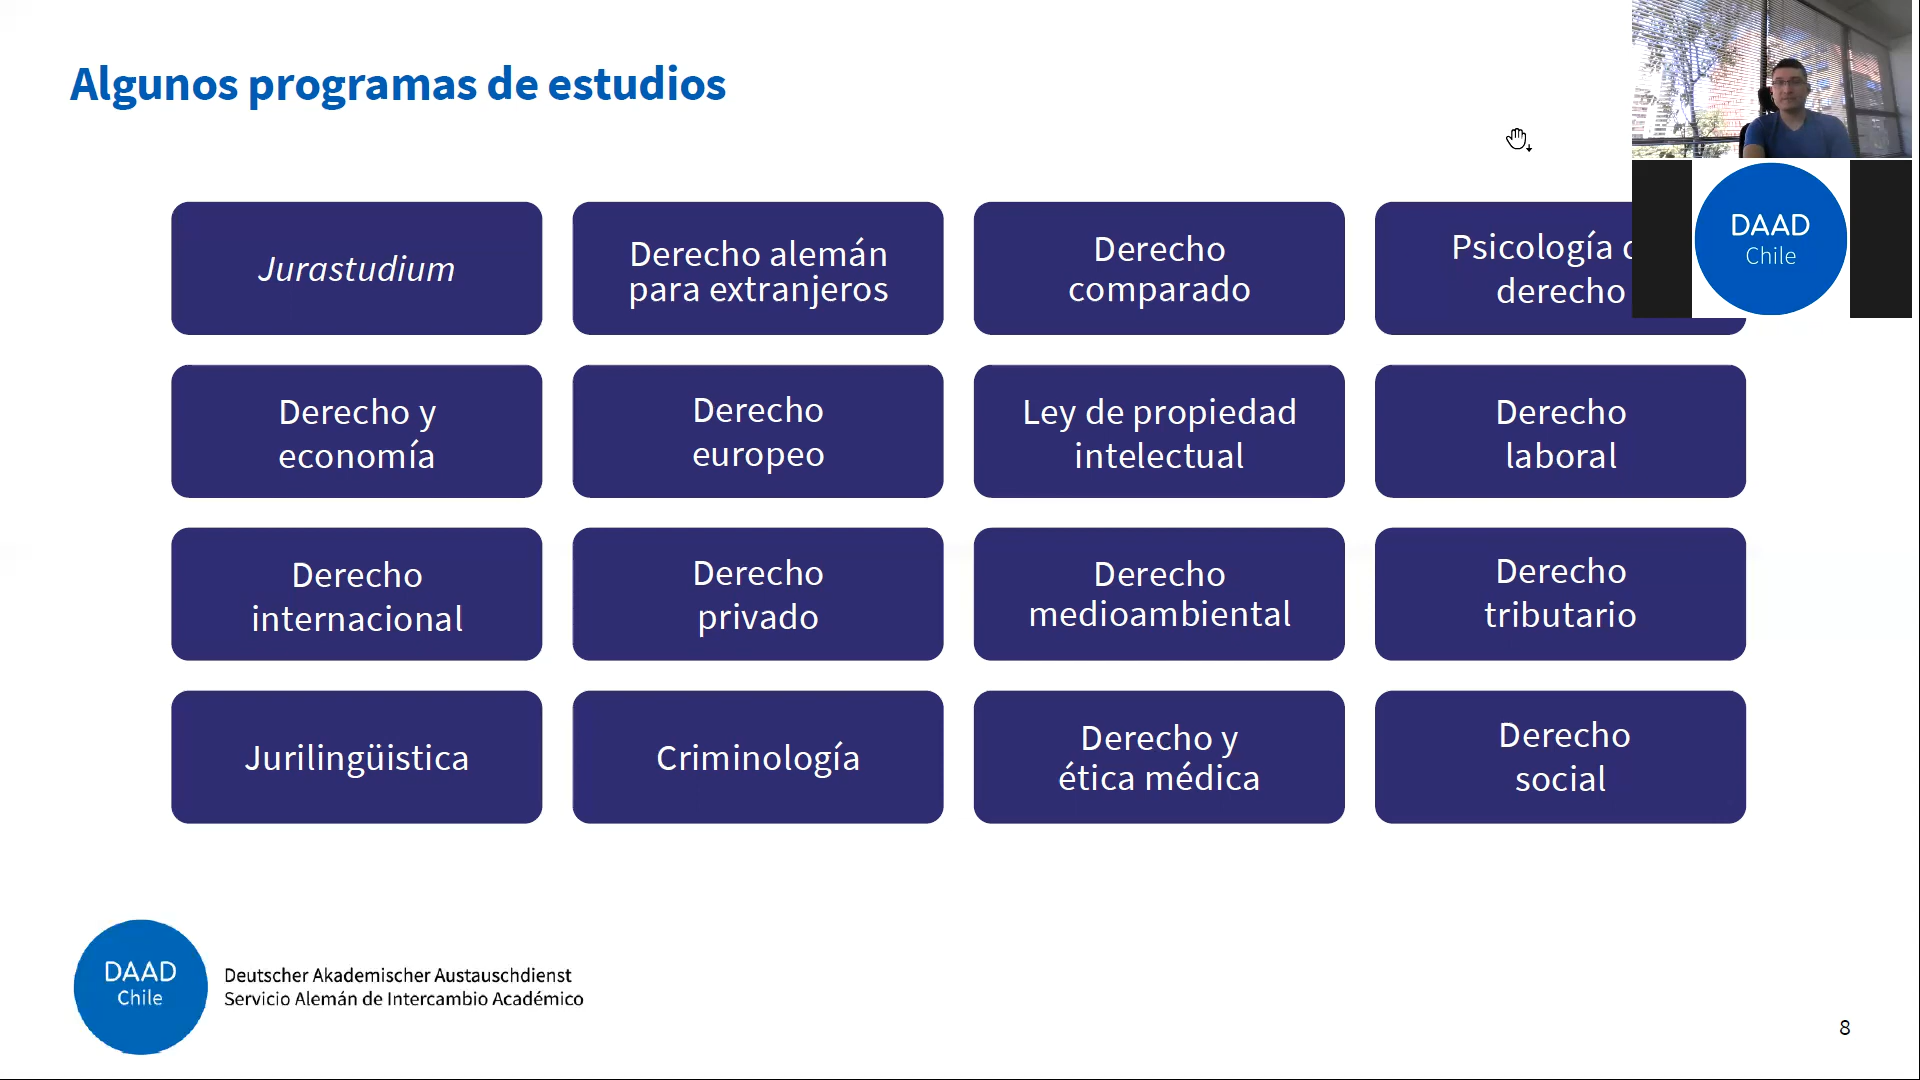 Algunos programas de estudios
Jurastudium
Derecho alemán
para extranjeros
Derecho
comparado
Psicología
derecho
DAAD
Chile
Derecho y
economía
Derecho
europeo
Ley de propiedad
intelectual
Derecho
laboral
Derecho
internacional
Derecho
privado
Derecho
medioambiental
Derecho
tributario
Jurilingüistica
Criminología
Derecho y
ética médica
Derecho
social
DAAD
Chile
Deutscher Akademischer Austauschdienst
Servicio Alemán de Intercambio Académico
8